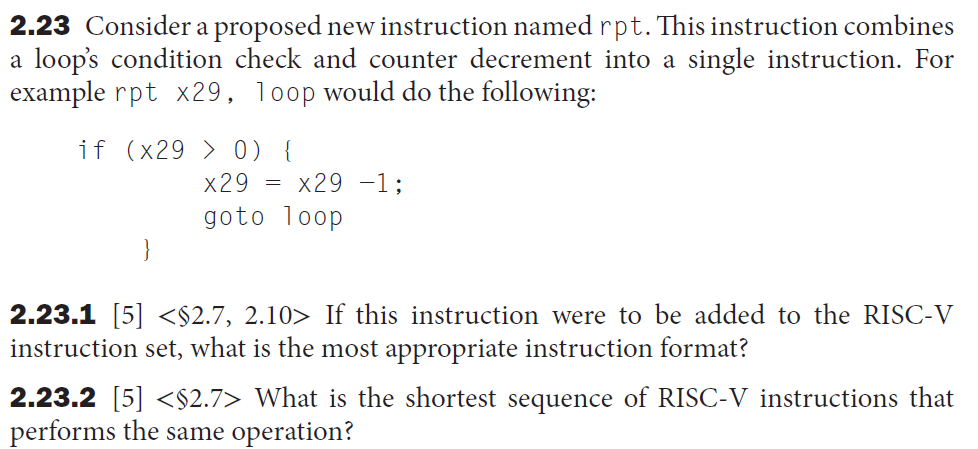 2.23 Consider a proposed new instruction named rpt. This instruction combines
a loop's condition check and counter decrement into a single instruction. For
example rpt x29, loop would do the following:
if (x29 > 0) {
x29 = x29 −1;
goto loop
}
2.23.1 [5] <§2.7, 2.10> If this instruction were to be added to the RISC-V
instruction set, what is the most appropriate instruction format?
2.23.2 [5] <§2.7> What is the shortest sequence of RISC-V instructions that
performs the same operation?